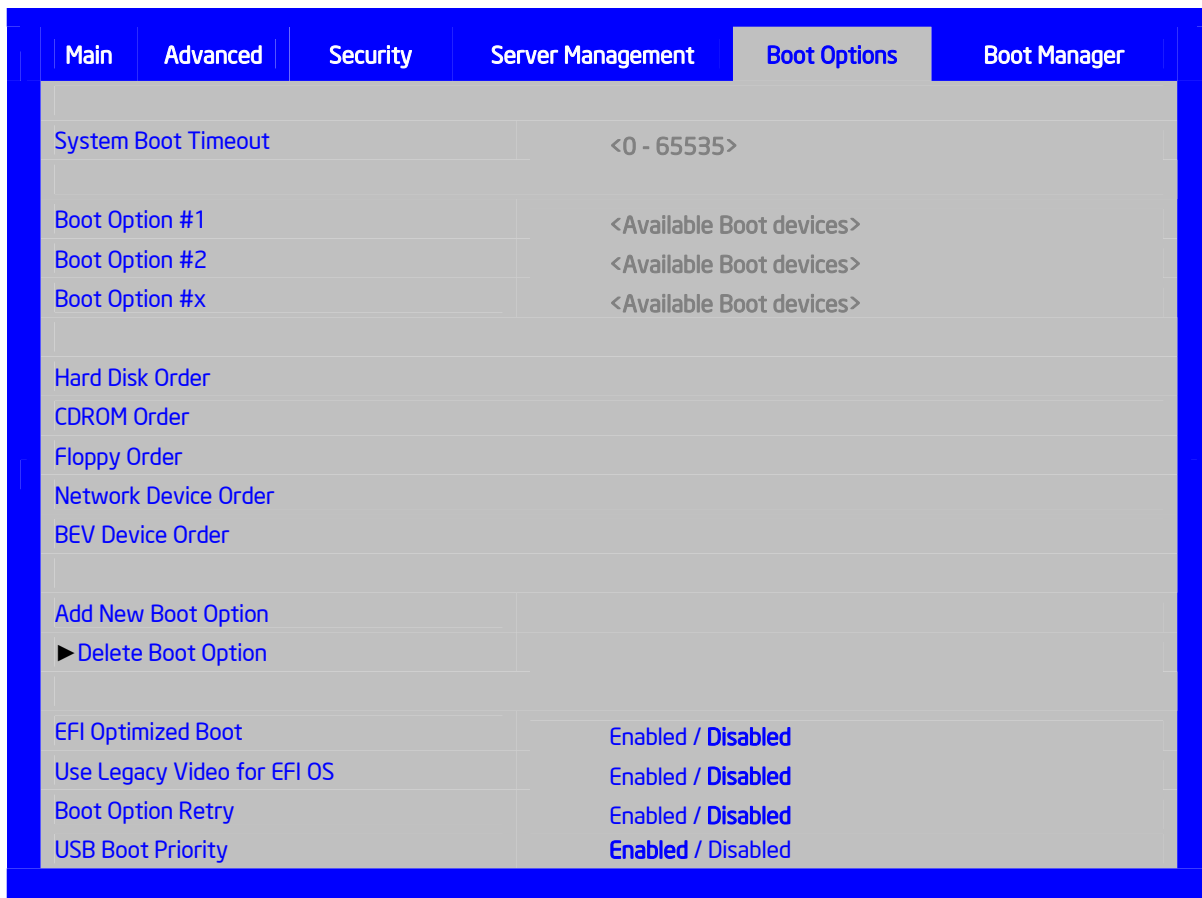 Main Advanced Security Server Management Boot Options Boot Manager
System Boot Timeout <0 - 65535>
Boot Option #1 <Available Boot devices>
Boot Option #2 <Available Boot devices>
Boot Option #x <Available Boot devices>
Hard Disk Order
CDROM Order
Floppy Order
Network Device Order
BEV Device Order
Add New Boot Option
►Delete Boot Option
EFI Optimized Boot Enabled / Disabled
Use Legacy Video for EFI OS Enabled / Disabled
Boot Option Retry Enabled / Disabled
USB Boot Priority Enabled / Disabled